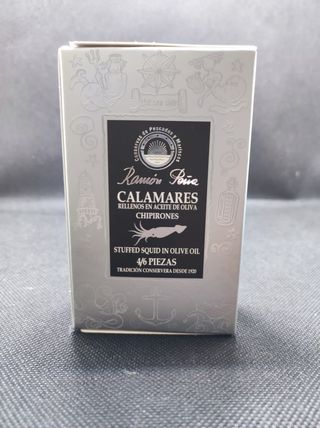 Conservas de Pescados y Mariscos
Ramón Peña
CALAMARES
RELLENOS EN ACEITE DE OLIVA
CHIPIRONES
STUFFED SQUID IN OLIVE OIL
4/6 PIEZAS
TRADICIÓN CONSERVERA DESDE 1920